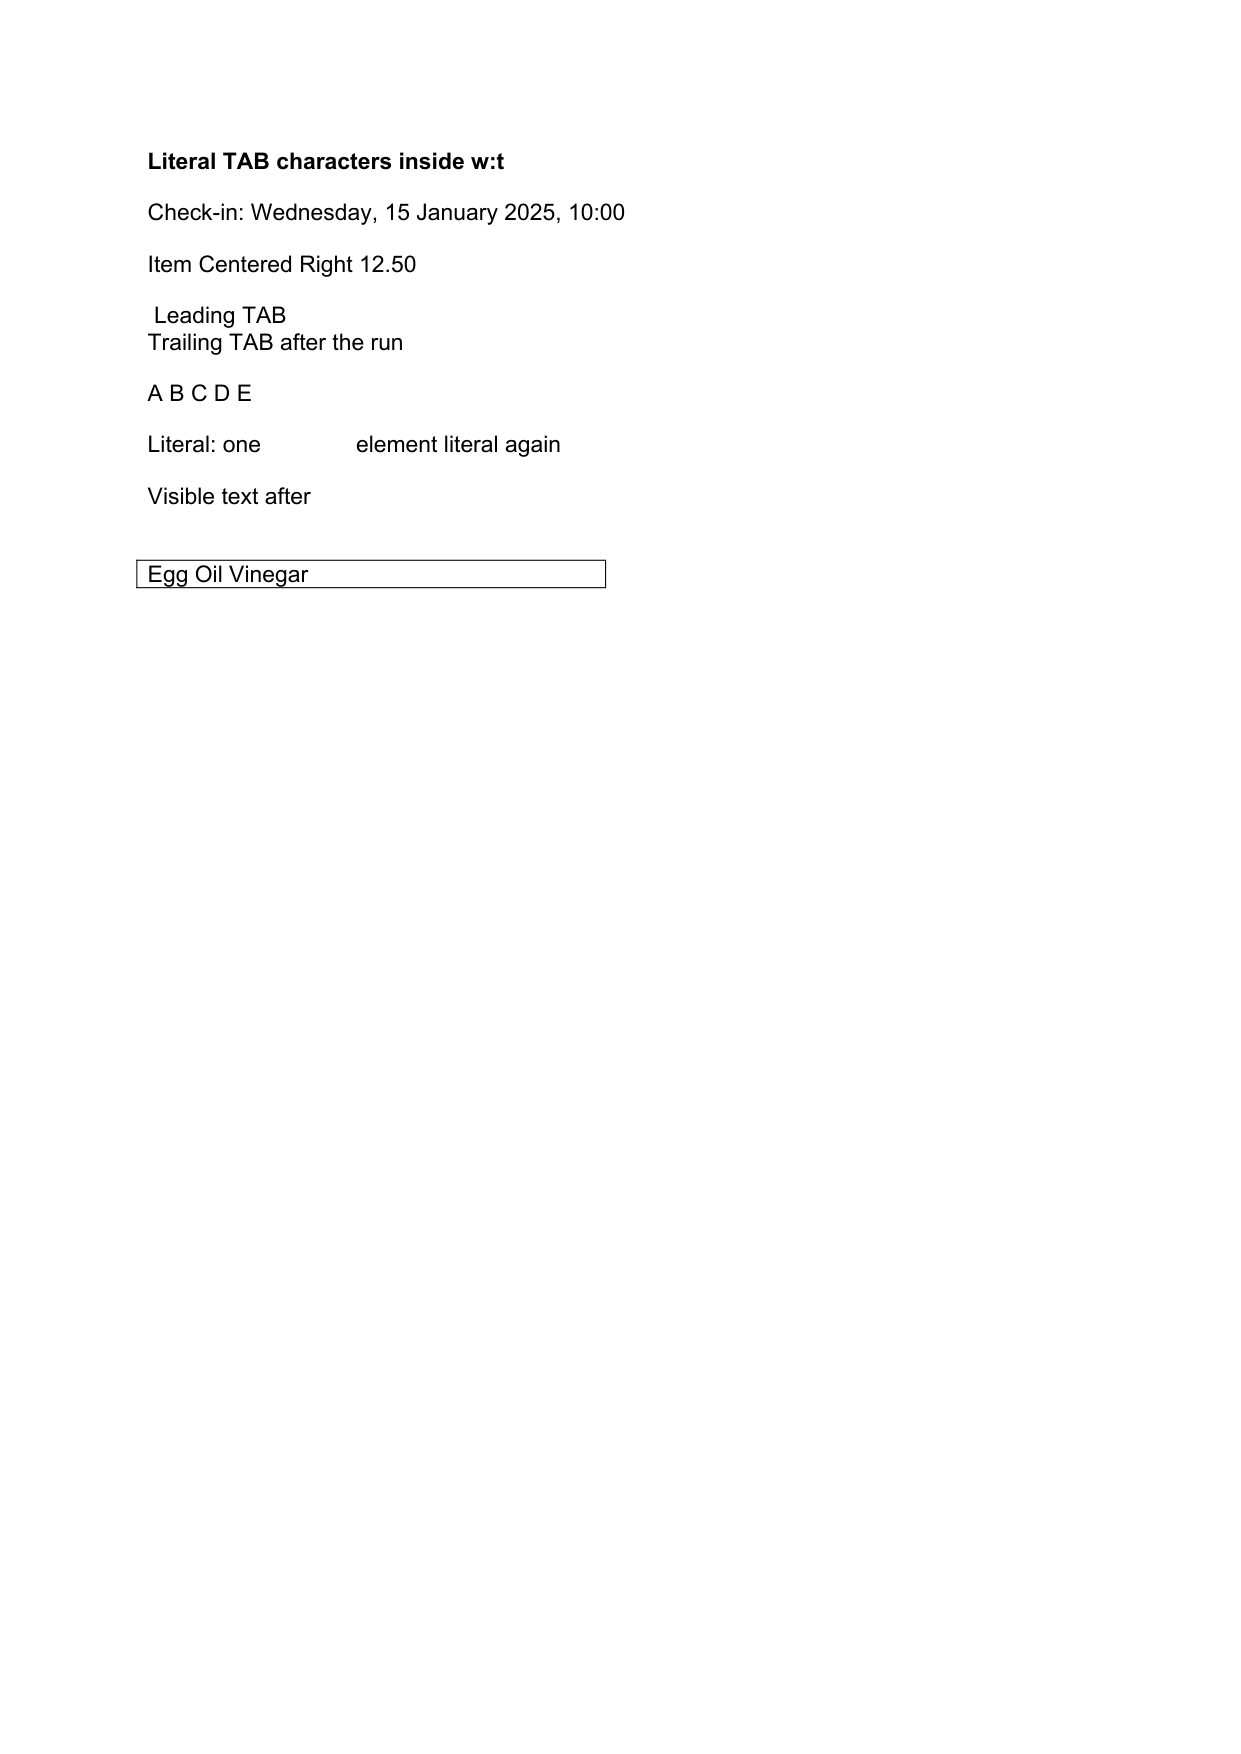 Literal TAB characters inside w:t
Check-in: Wednesday, 15 January 2025, 10:00
Item Centered Right 12.50
Leading TAB
Trailing TAB after the run
A B C D E
Literal: one element literal again
Visible text after
Egg Oil Vinegar